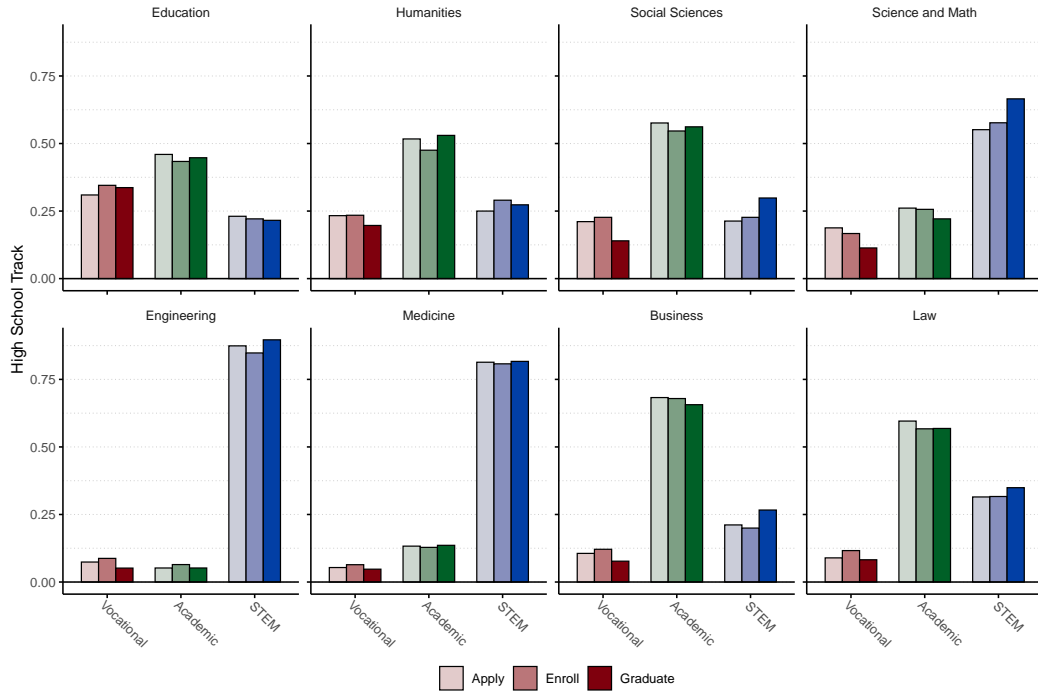 Education
Humanities
Social Sciences
Science and Math
0.75
0.50
0.25
0.00
Engineering
Medicine
Business
Law
High School Track
0.75
0.50
0.25
0.00
Vocational
Academic
STEM
Vocational
Academic
STEM
Vocational
Academic
STEM
Vocational
Academic
STEM
Apply Enroll Graduate